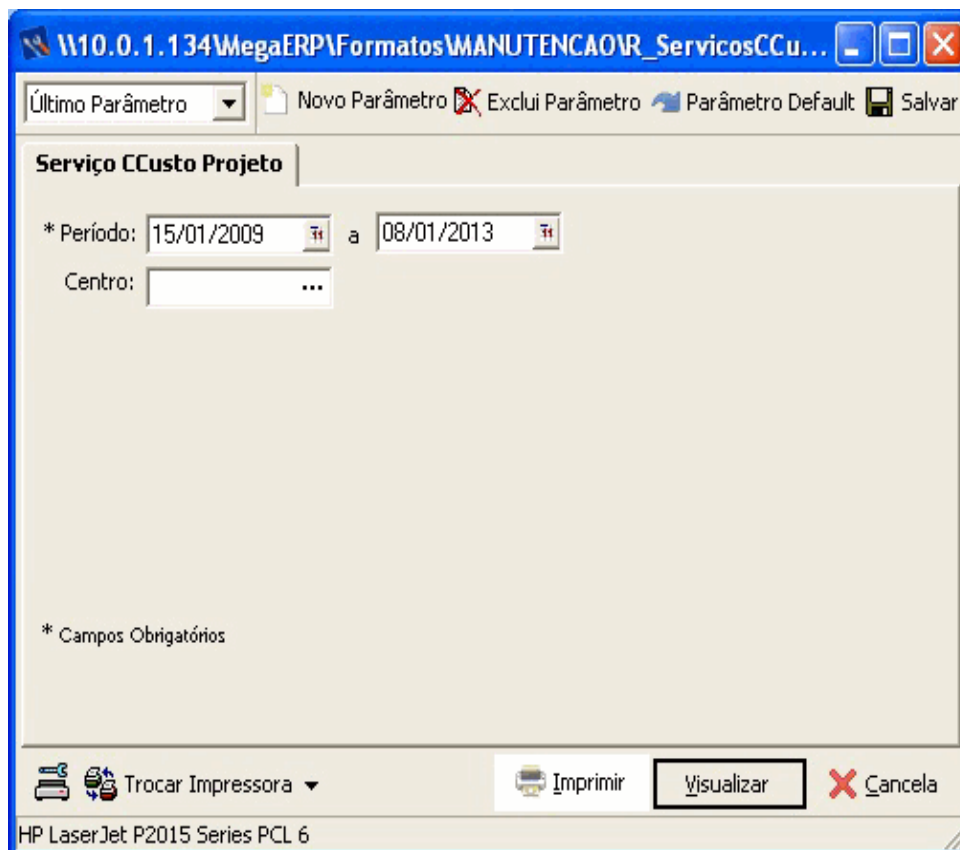 \\10.0.1.134\MegaERP\Formatos\MANUTENCAO\R_ServicosCCu...
Último Parâmetro Novo Parâmetro Exclui Parâmetro Parâmetro Default Salvar
Serviço CCusto Projeto
* Período: 15/01/2009 a 08/01/2013
Centro: ...
* Campos Obrigatórios
Trocar Impressora Imprimir Visualizar Cancela
HP LaserJet P2015 Series PCL 6